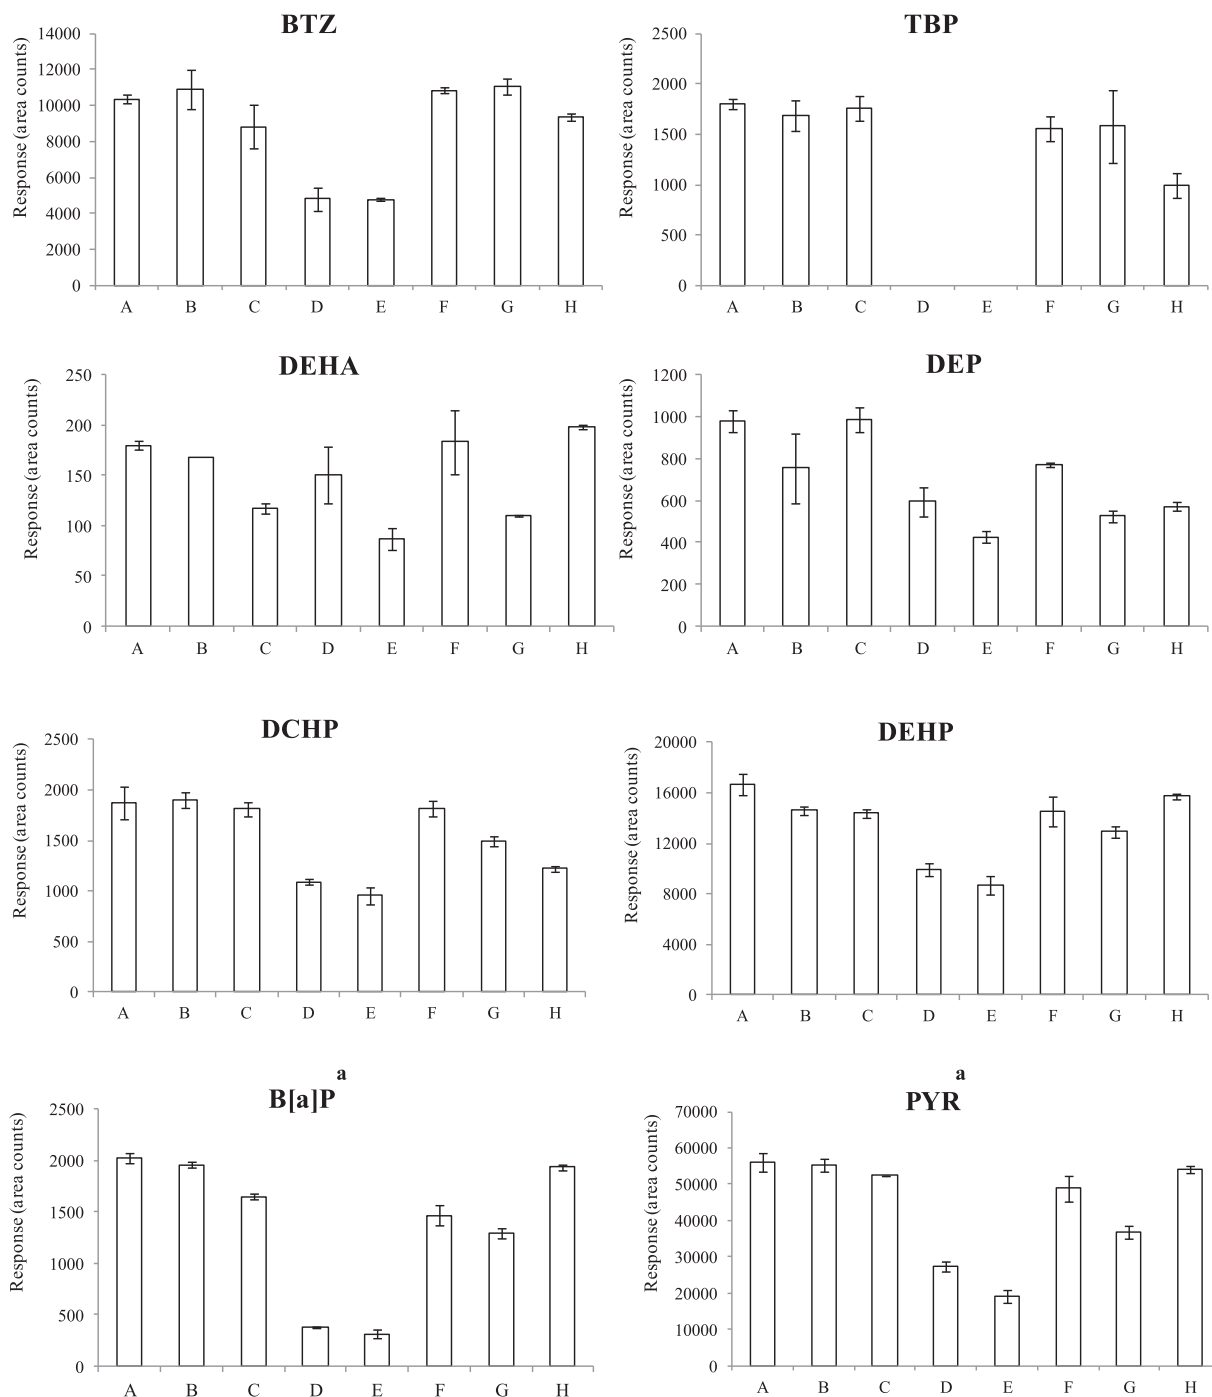 BTZ
Response (area counts)
14000
12000
10000
8000
6000
4000
2000
0
A B C D E F G H
TBP
Response (area counts)
2500
2000
1500
1000
500
0
A B C D E F G H
DEHA
Response (area counts)
250
200
150
100
50
0
A B C D E F G H
DEP
Response (area counts)
1200
1000
800
600
400
200
0
A B C D E F G H
DCHP
Response (area counts)
2500
2000
1500
1000
500
0
A B C D E F G H
DEHP
Response (area counts)
20000
16000
12000
8000
4000
0
A B C D E F G H
a
B[a]P
Response (area counts)
2500
2000
1500
1000
500
0
A B C D E F G H
a
PYR
Response (area counts)
70000
60000
50000
40000
30000
20000
10000
0
A B C D E F G H